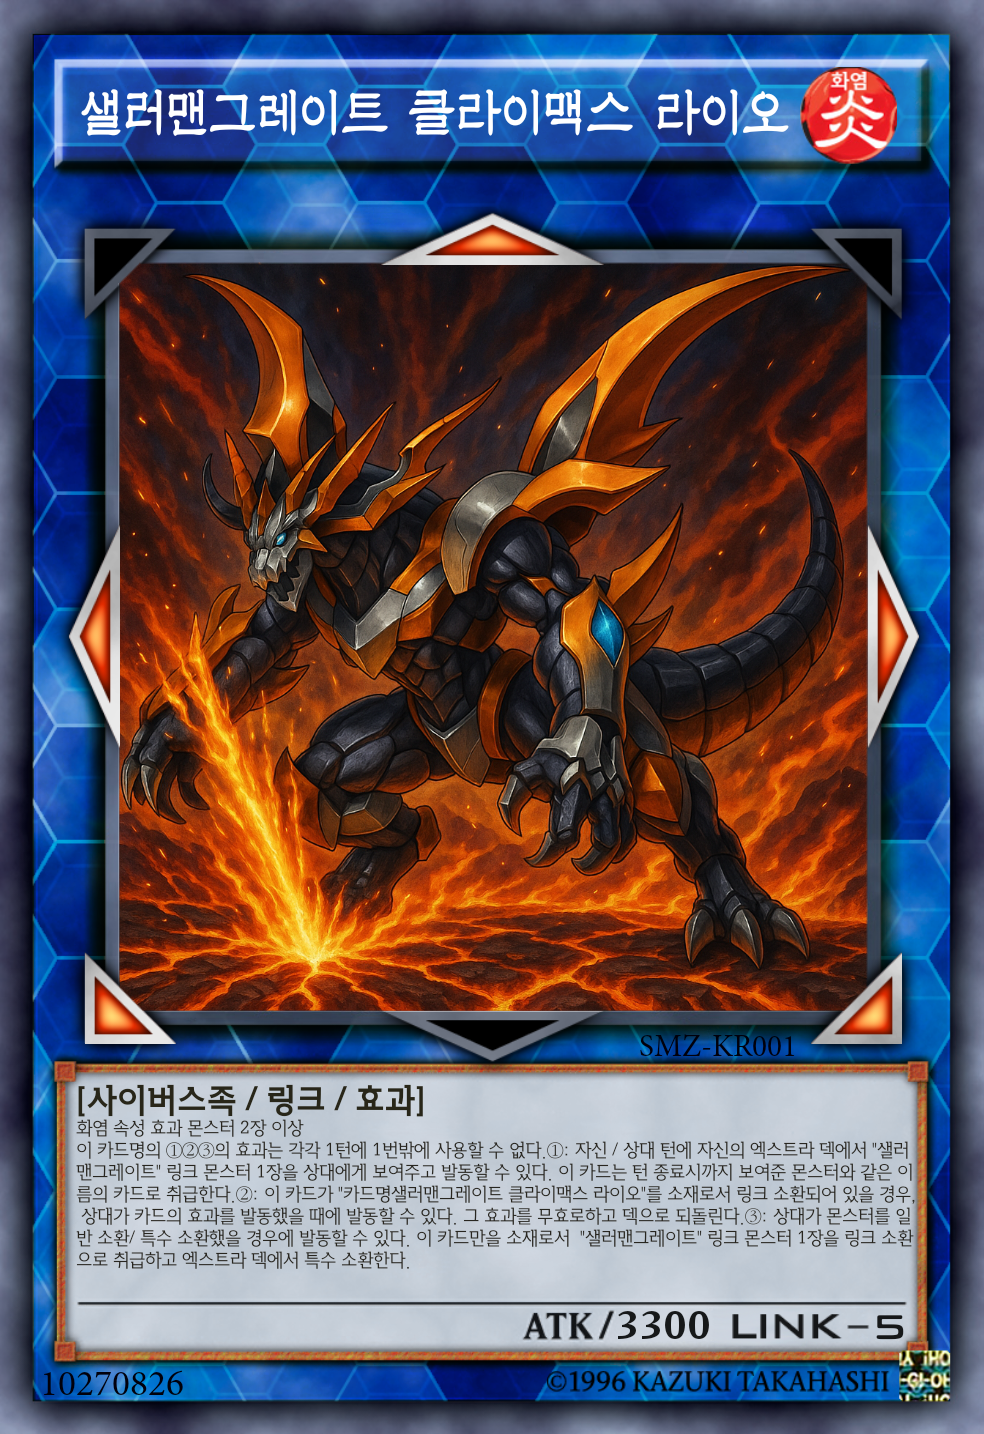 샐러맨그레이트 클라이맥스 라이오
화염
炎
SMZ-KR001
[사이버스족 / 링크 / 효과]
화염 속성 효과 몬스터 2장 이상
이 카드명의 ①②③의 효과는 각각 1턴에 1번밖에 사용할 수 없다.①: 자신 / 상대 턴에 자신의 엑스트라 덱에서 "샐러
맨그레이트" 링크 몬스터 1장을 상대에게 보여주고 발동할 수 있다. 이 카드는 턴 종료시까지 보여준 몬스터와 같은 이
름의 카드로 취급한다.②: 이 카드가 "카드명샐러맨그레이트 클라이맥스 라이오"를 소재로서 링크 소환되어 있을 경우,
상대가 카드의 효과를 발동했을 때에 발동할 수 있다. 그 효과를 무효로하고 덱으로 되돌린다.③: 상대가 몬스터를 일
반 소환/ 특수 소환했을 경우에 발동할 수 있다. 이 카드만을 소재로서 "샐러맨그레이트" 링크 몬스터 1장을 링크 소환
으로 취급하고 엑스트라 덱에서 특수 소환한다.
ATK/3300 LINK-5
10270826
©1996 KAZUKI TAKAHASHI